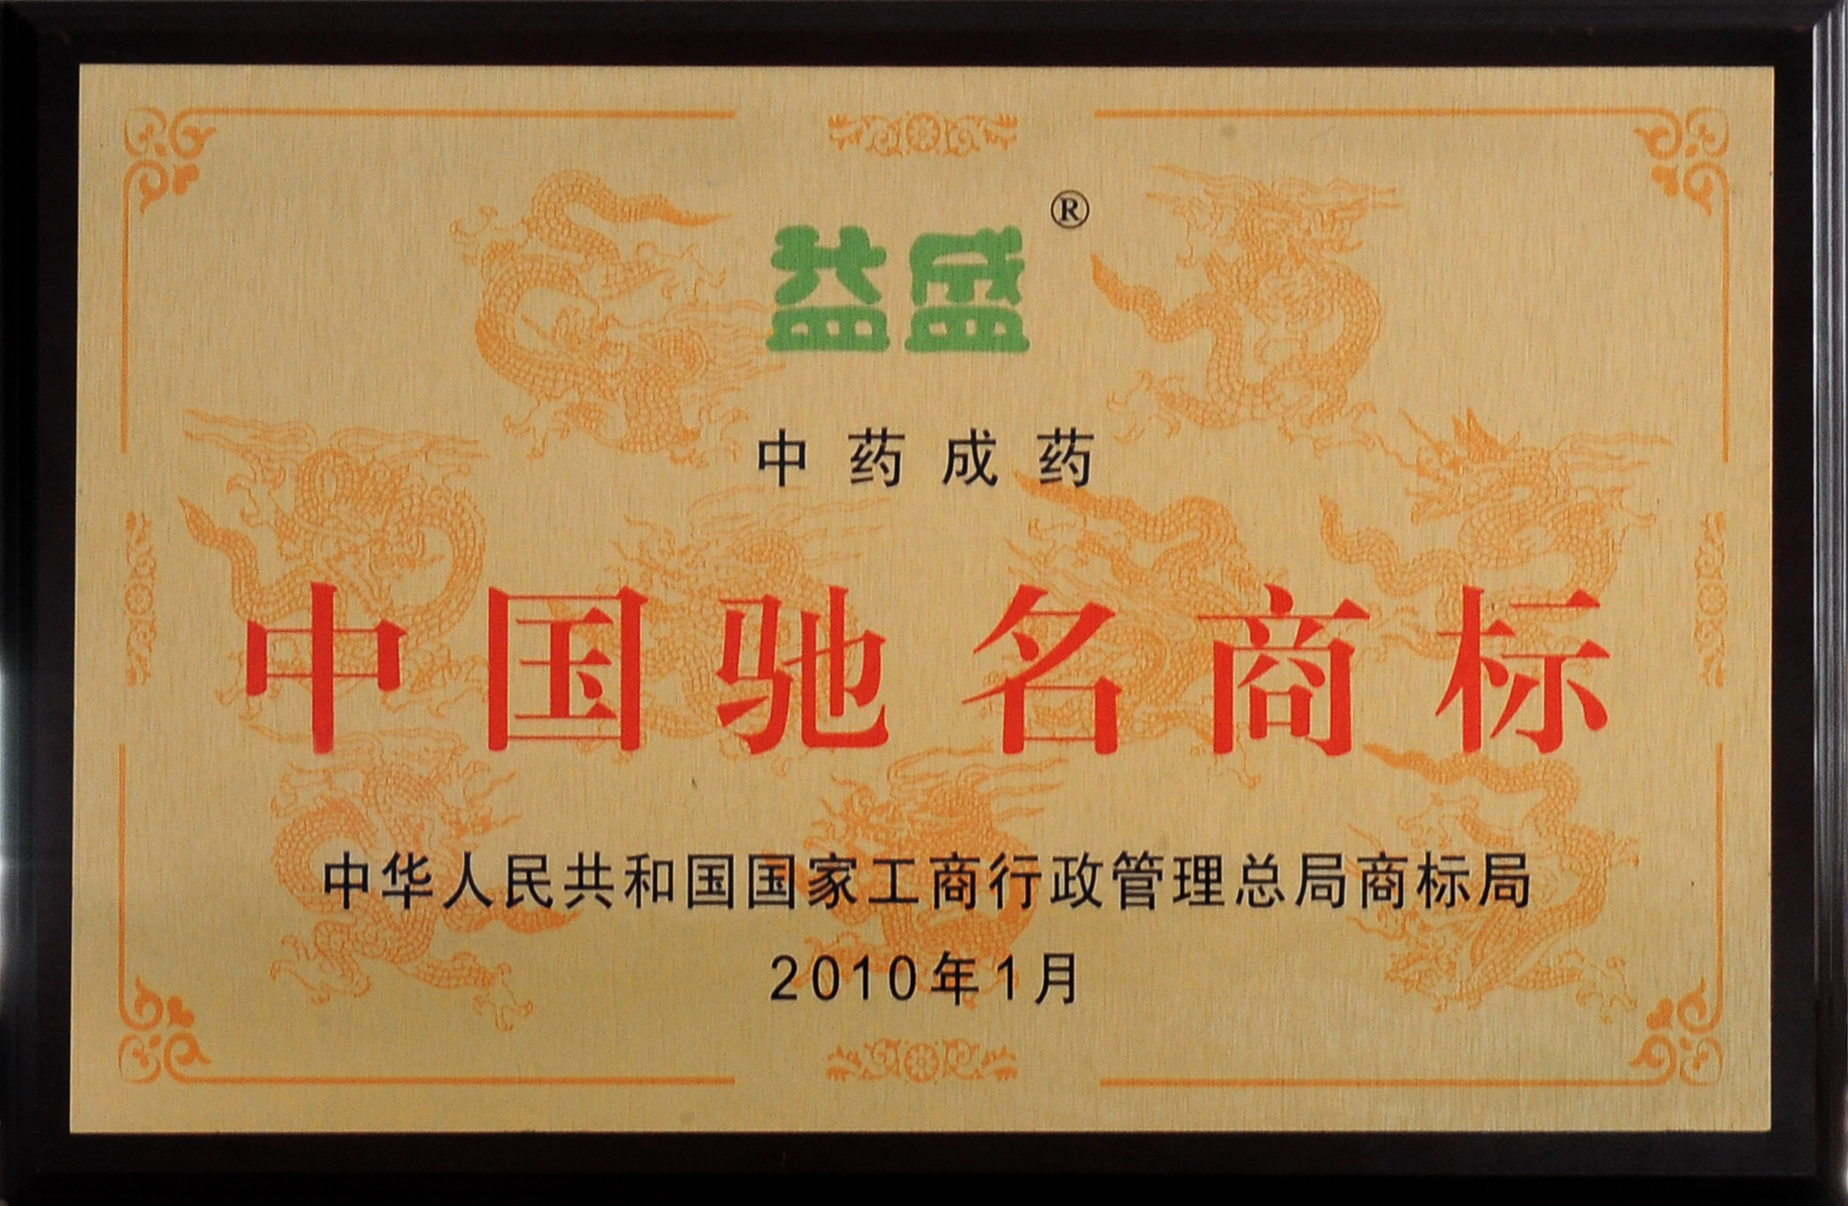 益盛®
中药成药
中国驰名商标
中华人民共和国国家工商行政管理总局商标局
2010年1月